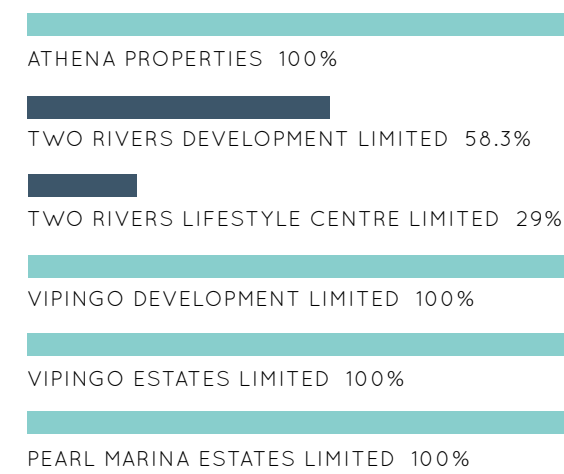 ATHENA PROPERTIES 100%
TWO RIVERS DEVELOPMENT LIMITED 58.3%
TWO RIVERS LIFESTYLE CENTRE LIMITED 29%
VIPINGO DEVELOPMENT LIMITED 100%
VIPINGO ESTATES LIMITED 100%
PEARL MARINA ESTATES LIMITED 100%